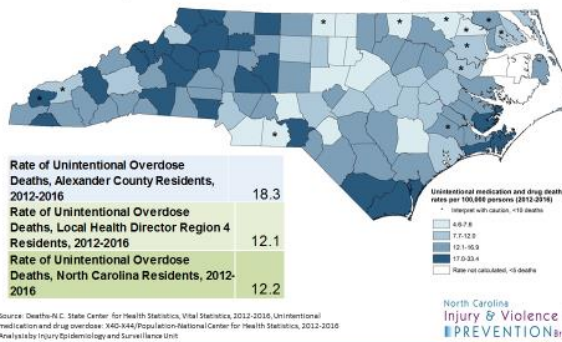 Rate of Unintentional Overdose
Deaths, Alexander County Residents,
2012-2016 18.3
Rate of Unintentional Overdose
Deaths, Local Health Director Region 4
Residents, 2012-2016 12.1
Rate of Unintentional Overdose
Deaths, North Carolina Residents, 2012-
2016 12.2
Unintentional medication and drug death
rates per 100,000 persons (2012-2016)
* Interpret with caution, <10 deaths
4.6-7.6
7.7-12.0
12.1-16.9
17.0-33.4
Rate not calculated, <5 deaths
Source: Deaths-N.C. State Center for Health Statistics, Vital Statistics, 2012-2016, Unintentional
medication and drug overdose: X40-X44/Population-National Center for Health Statistics, 2012-2016
Analysis by Injury Epidemiology and Surveillance Unit
North Carolina
Injury & Violence
PREVENTION Br